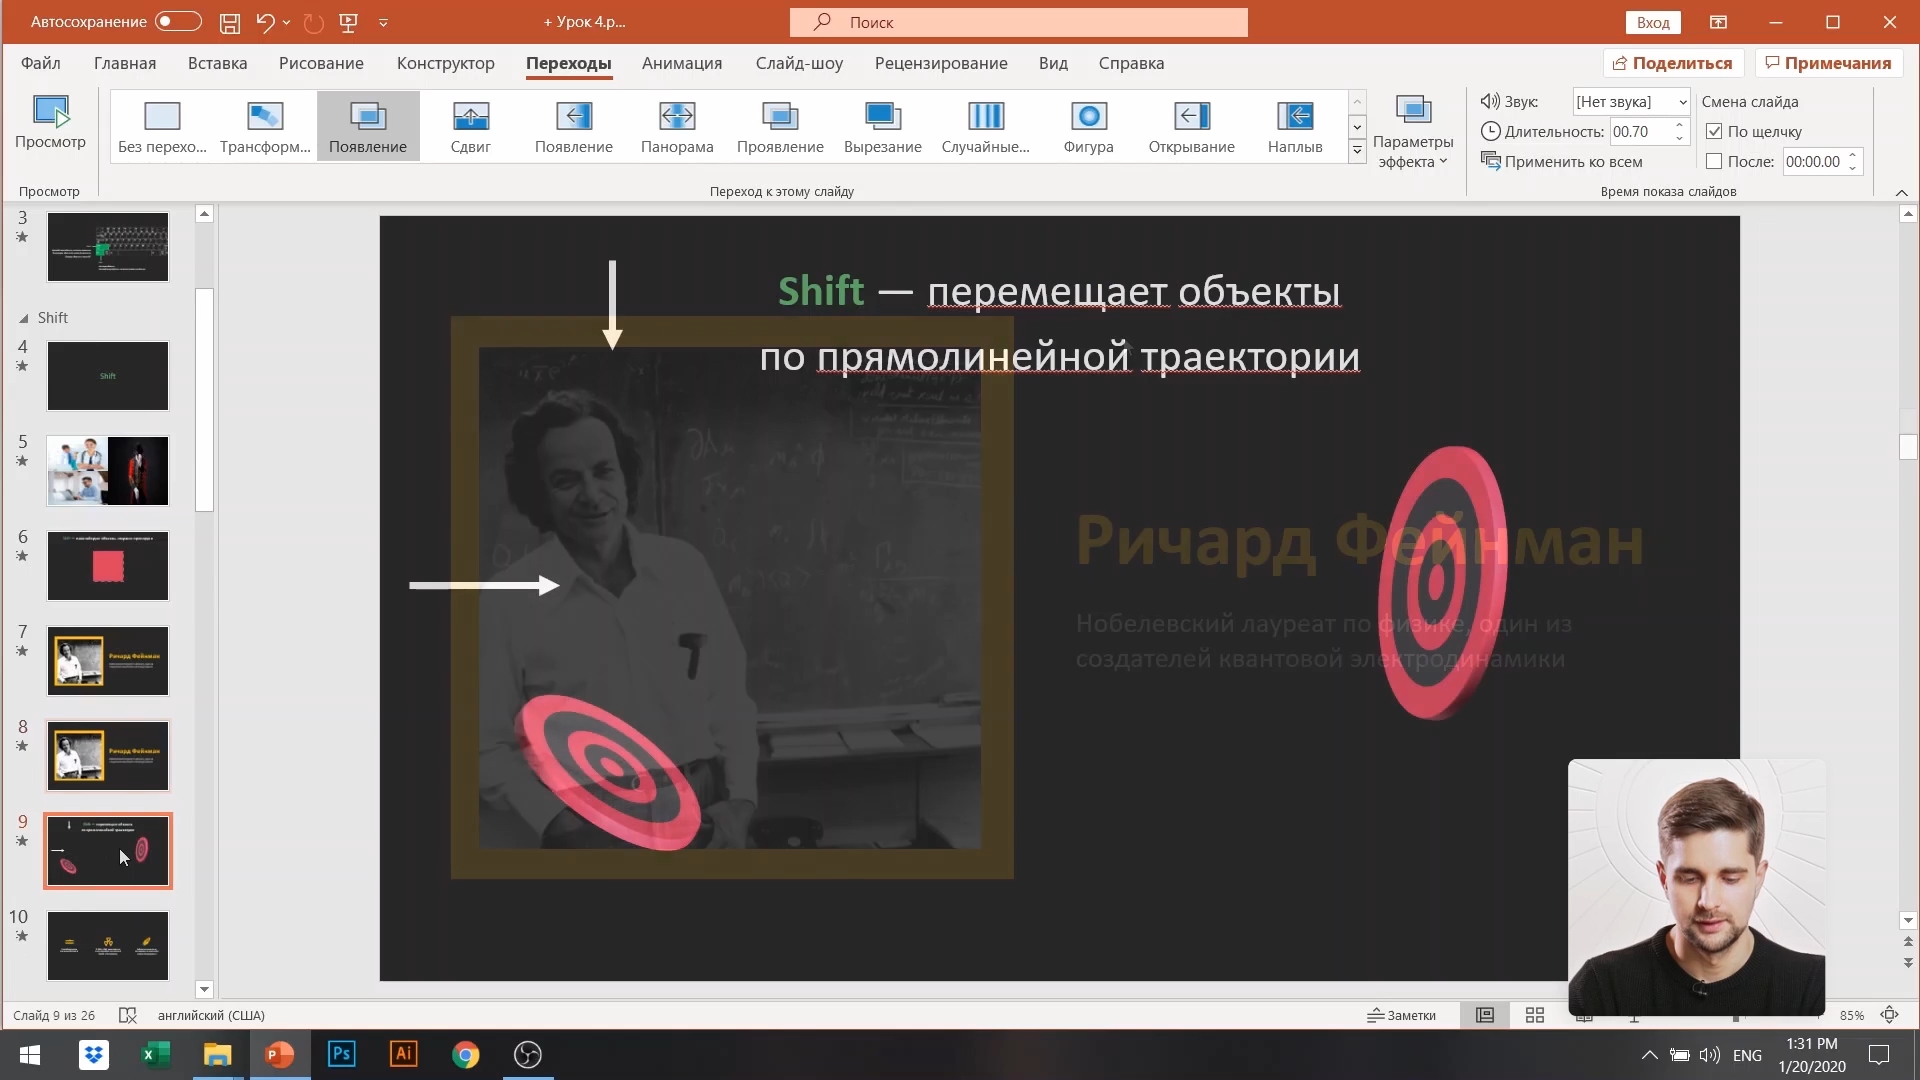 Автосохранение
+ Урок 4.p...
Поиск
Вход
Файл
Главная
Вставка
Рисование
Конструктор
Переходы
Анимация
Слайд-шоу
Рецензирование
Вид
Справка
Поделиться
Примечания
Просмотр
Без перехо...
Трансформ...
Появление
Сдвиг
Появление
Панорама
Проявление
Вырезание
Случайные...
Фигура
Открывание
Наплыв
Параметры
эффекта
Звук:
[Нет звука]
Длительность:
00.70
Применить ко всем
Смена слайда
По щелчку
После:
00:00.00
Просмотр
Переход к этому слайду
Время показа слайдов
3
Shift
4
Shift
5
6
7
Ричард Фейнман
8
Ричард Фейнман
9
10
Shift — перемещает объекты
по прямолинейной траектории
Ричард Фейнман
Нобелевский лауреат по физике, один из
создателей квантовой электродинамики
Слайд 9 из 26
английский (США)
Заметки
85%
Ps
Ai
ENG
1:31 PM
1/20/2020